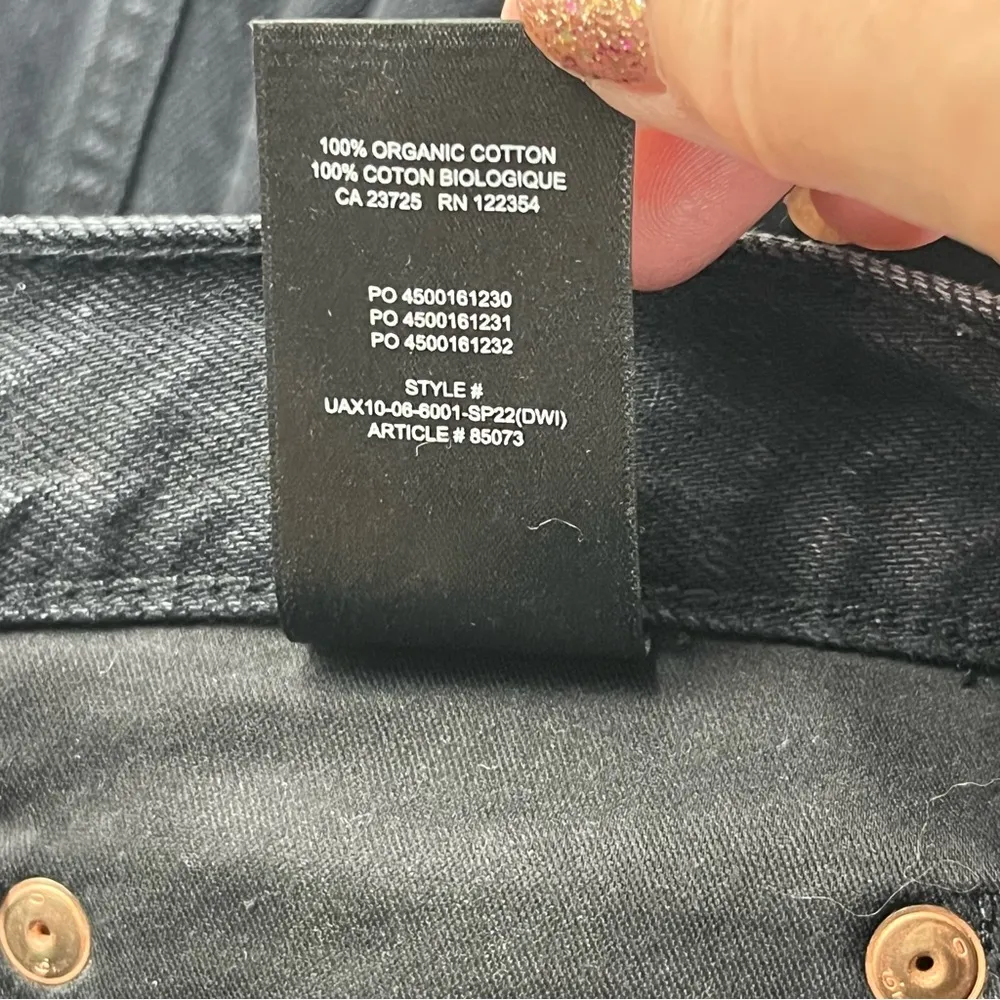 100% ORGANIC COTTON
100% COTON BIOLOGIQUE
CA 23725 RN 122354
PO 4500161230
PO 4500161231
PO 4500161232
STYLE #
UAX10-06-6001-SP22(DWI)
ARTICLE # 85073